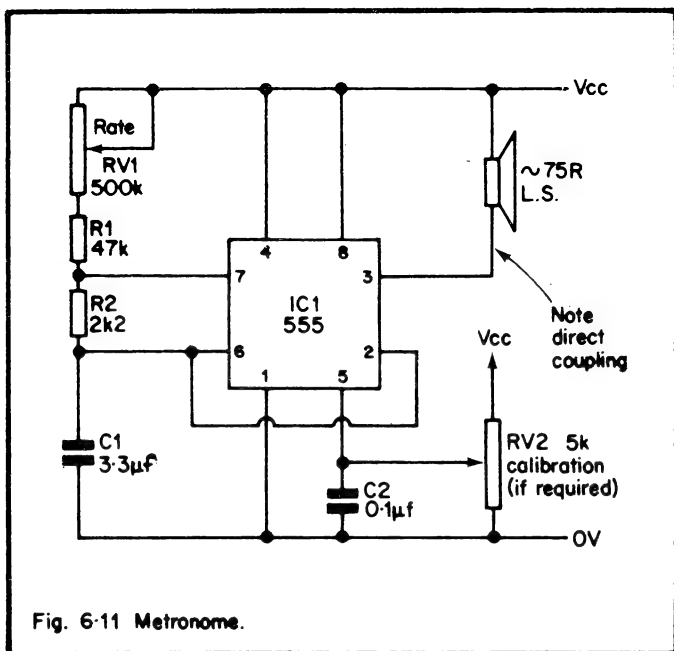 Vcc
Rate
RV1
500k
~75R
L.S.
R1
47k
4
8
7
3
IC1
555
R2
2k2
Note
direct
coupling
6
2
Vcc
1
5
C1
3·3µf
RV2 5k
calibration
(if required)
C2
0·1µf
0V
Fig. 6·11 Metronome.